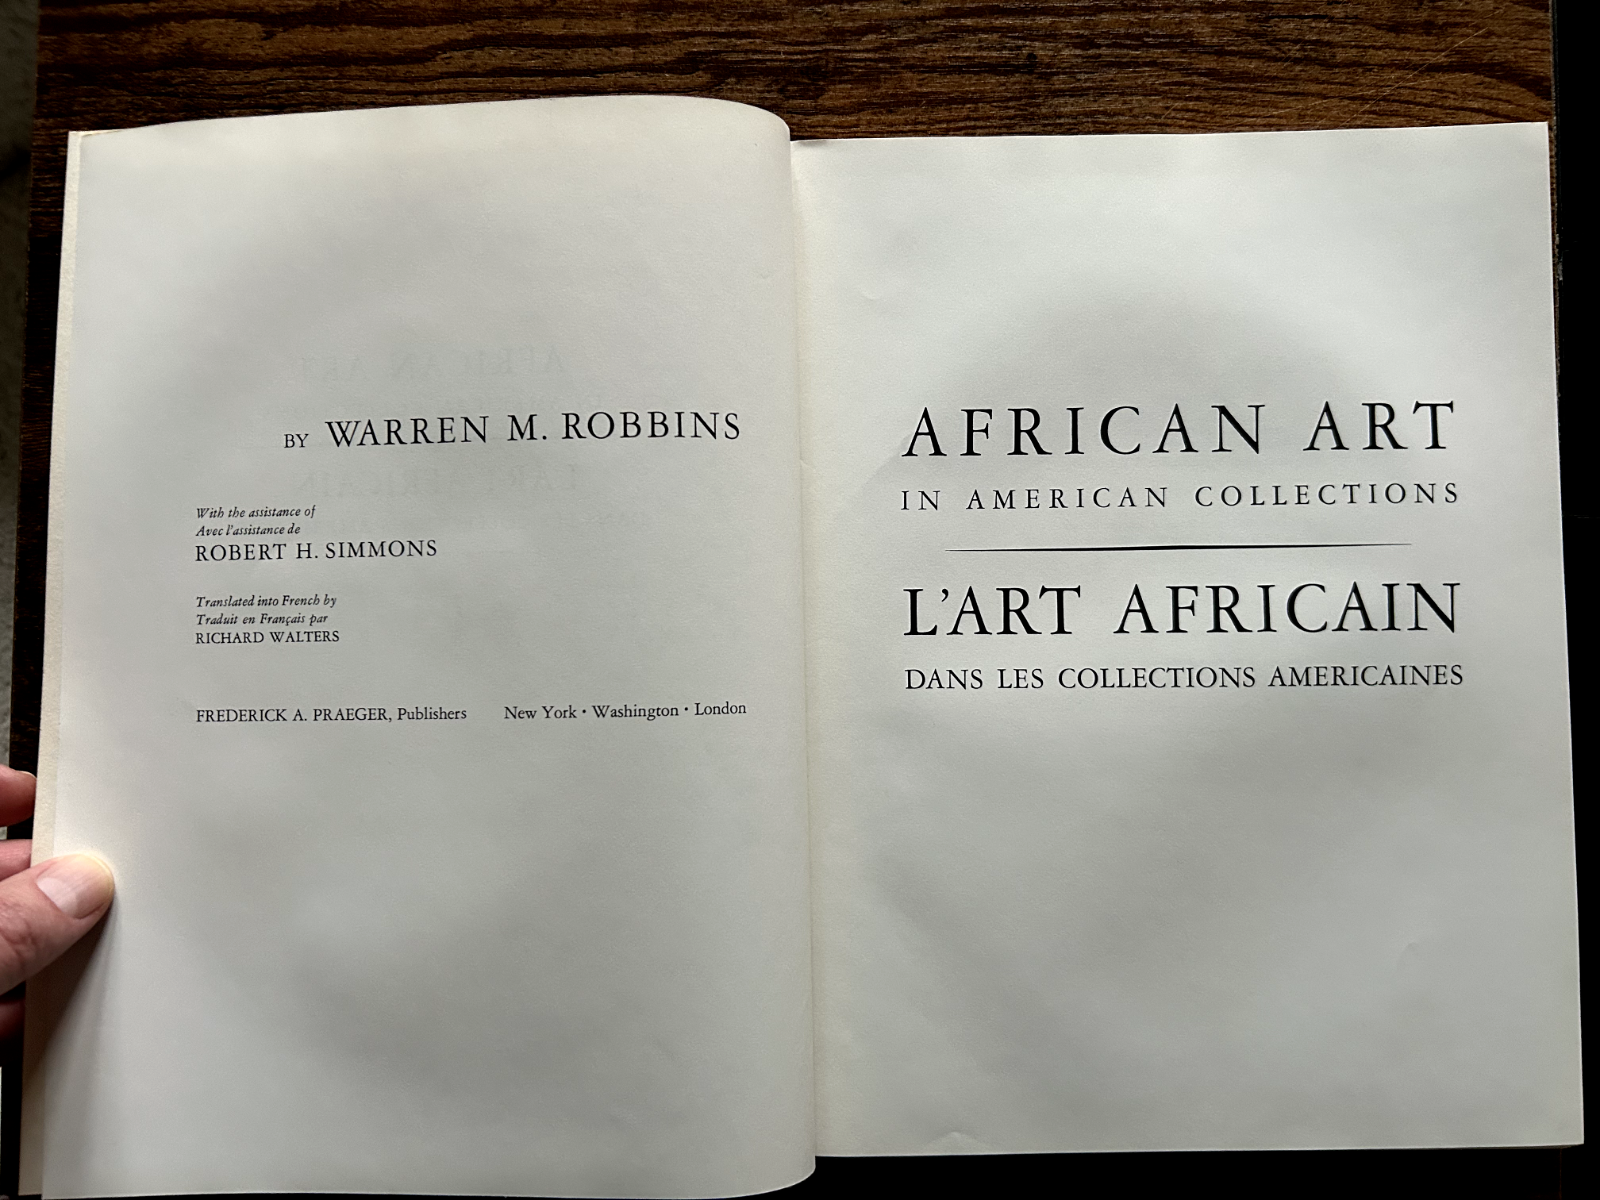 BY WARREN M. ROBBINS
With the assistance of
Avec l'assistance de
ROBERT H. SIMMONS
Translated into French by
Traduit en Français par
RICHARD WALTERS
FREDERICK A. PRAEGER, Publishers New York • Washington • London
AFRICAN ART
IN AMERICAN COLLECTIONS
L'ART AFRICAIN
DANS LES COLLECTIONS AMERICAINES